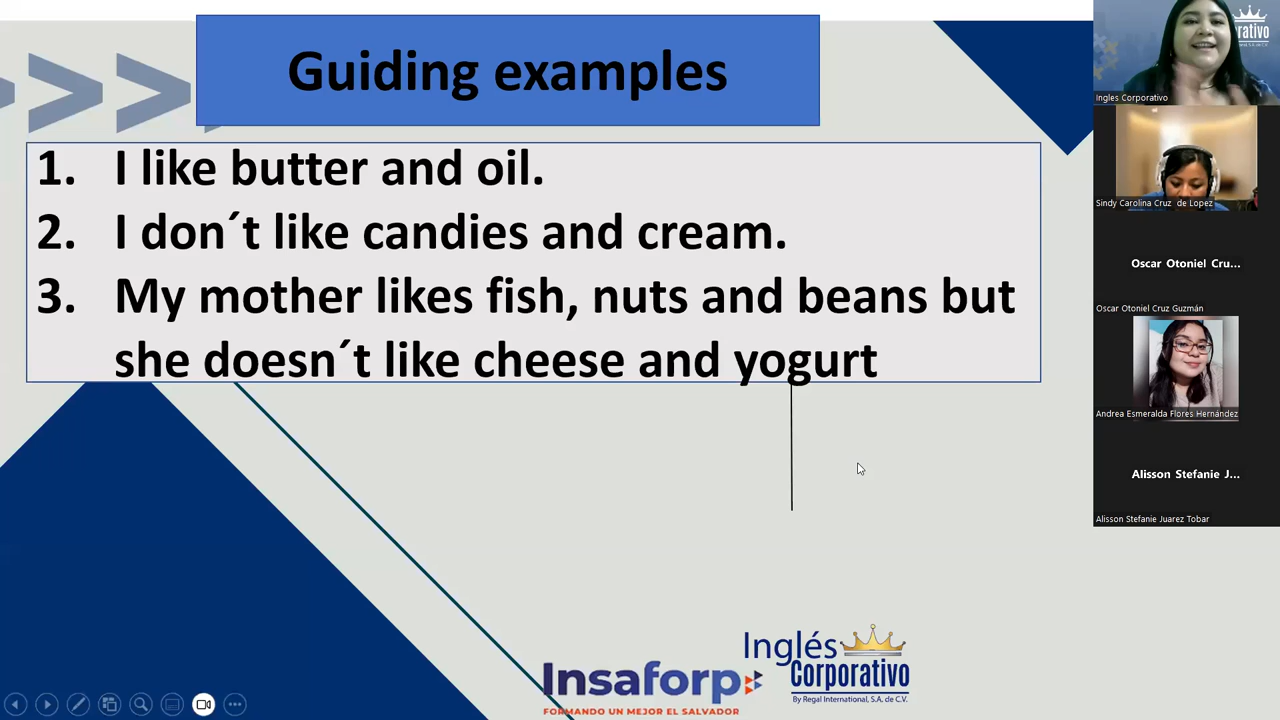 Guiding examples
1. I like butter and oil.
2. I don´t like candies and cream.
3. My mother likes fish, nuts and beans but
she doesn´t like cheese and yogurt
Insaforp
FORMANDO UN MEJOR EL SALVADOR
Inglés
Corporativo
By Regal International, S.A. de C.V.
Ingles Corporativo
Sindy Carolina Cruz de Lopez
Oscar Otoniel Cru...
Oscar Otoniel Cruz Guzmán
Andrea Esmeralda Flores Hernández
Alisson Stefanie J...
Alisson Stefanie Juarez Tobar